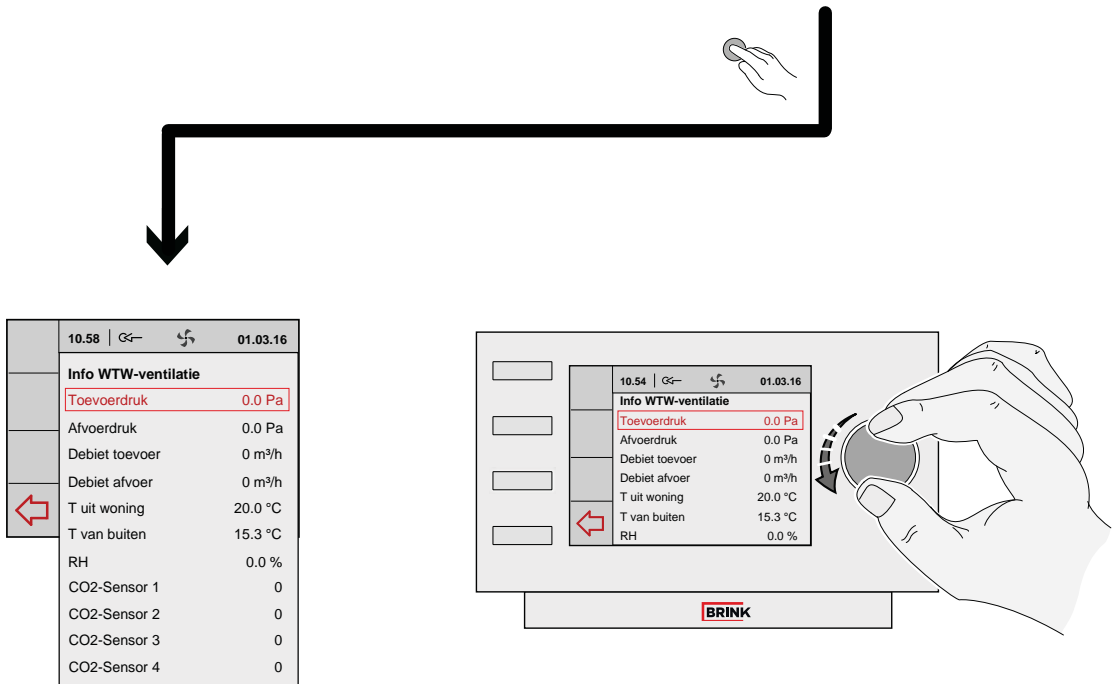 10.58 01.03.16
Info WTW-ventilatie
Toevoerdruk 0.0 Pa
Afvoerdruk 0.0 Pa
Debiet toevoer 0 m³/h
Debiet afvoer 0 m³/h
T uit woning 20.0 °C
T van buiten 15.3 °C
RH 0.0 %
CO2-Sensor 1 0
CO2-Sensor 2 0
CO2-Sensor 3 0
CO2-Sensor 4 0
10.54 01.03.16
Info WTW-ventilatie
Toevoerdruk 0.0 Pa
Afvoerdruk 0.0 Pa
Debiet toevoer 0 m³/h
Debiet afvoer 0 m³/h
T uit woning 20.0 °C
T van buiten 15.3 °C
RH 0.0 %
BRINK